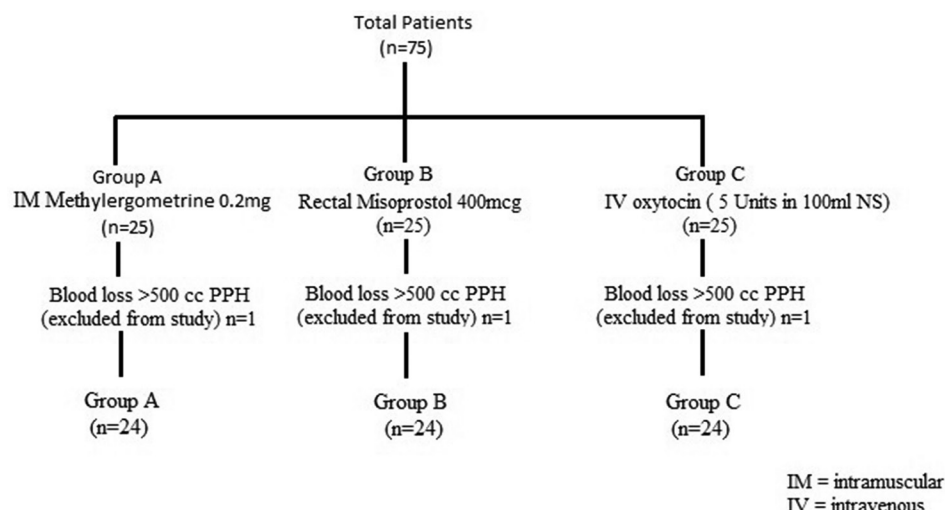 Total Patients
(n=75)
Group A
IM Methylergometrine 0.2mg
(n=25)
Group B
Rectal Misoprostol 400mcg
(n=25)
Group C
IV oxytocin ( 5 Units in 100ml NS)
(n=25)
Blood loss >500 cc PPH
(excluded from study) n=1
Blood loss >500 cc PPH
(excluded from study) n=1
Blood loss >500 cc PPH
(excluded from study) n=1
Group A
(n=24)
Group B
(n=24)
Group C
(n=24)
IM = intramuscular
IV = intravenous